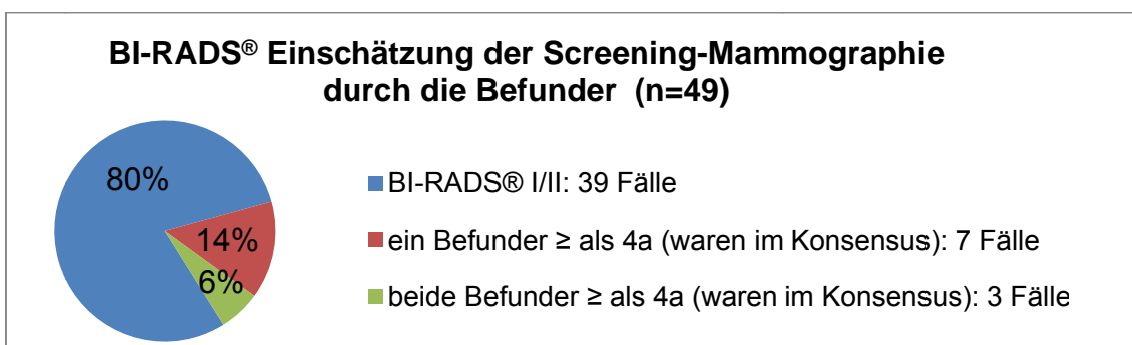 BI-RADS® Einschätzung der Screening-Mammographie
durch die Befunder (n=49)
80%
14%
6%
BI-RADS® I/II: 39 Fälle
ein Befunder ≥ als 4a (waren im Konsensus): 7 Fälle
beide Befunder ≥ als 4a (waren im Konsensus): 3 Fälle